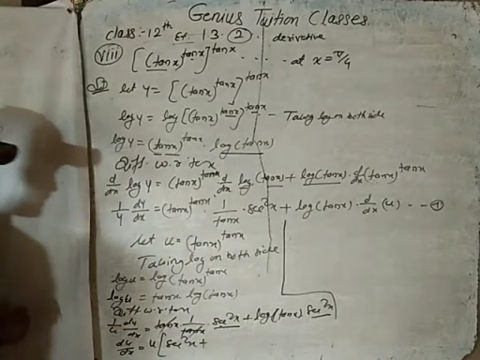 Genius Tuition Classes.
Class:- 12th Ex 13.2 derivative
(viii) [(tanx)^tanx]^tanx . . . . . at x = π/4
Sol let Y = [(tanx)^tanx]^tanx
log Y = log [(tanx)^tanx]^tanx - Taking log on both side
log Y = (tanx)^tanx . log (tanx)
Diff. w.r.to x
d/dx log Y = (tanx)^tanx . d/dx log (tanx) + log (tanx) . d/dx (tanx)^tanx
1/y dy/dx = (tanx)^tanx . 1/tanx . sec²x + log (tanx) . d/dx (u) . - - ①
let u = (tanx)^tanx
Taking log on both side
log u = log (tanx)^tanx
log u = tanx . log (tanx)
Diff w.r.tox
1/u du/dx = tanx 1/tanx sec²x + log (tanx) sec²x
du/dx = u [sec²x +